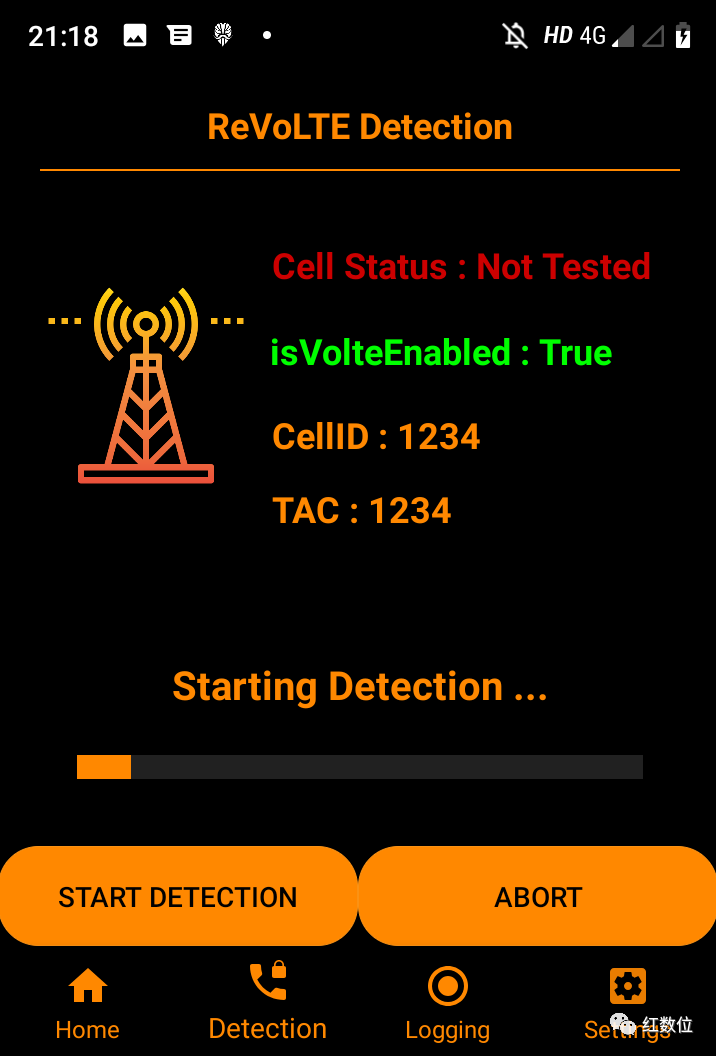 21:18 HD 4G
ReVoLTE Detection
Cell Status : Not Tested
isVolteEnabled : True
CellID : 1234
TAC : 1234
Starting Detection ...
START DETECTION ABORT
Home Detection Logging Settings
红数位